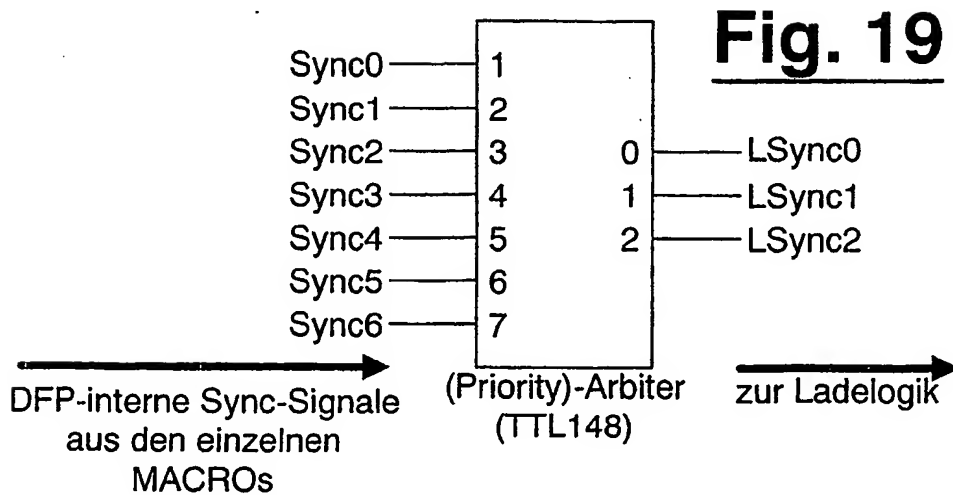 Fig. 19
Sync0 1
Sync1 2
Sync2 3 0 LSync0
Sync3 4 1 LSync1
Sync4 5 2 LSync2
Sync5 6
Sync6 7
DFP-interne Sync-Signale
aus den einzelnen
MACROs
(Priority)-Arbiter
(TTL148)
zur Ladelogik